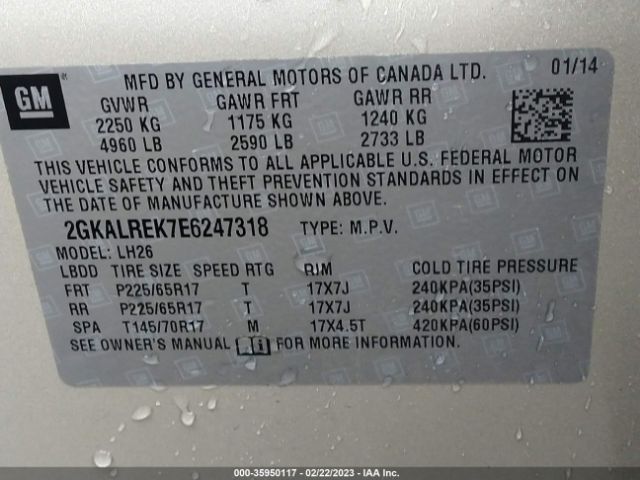 GM
MFD BY GENERAL MOTORS OF CANADA LTD. 01/14
GVWR GAWR FRT GAWR RR
2250 KG 1175 KG 1240 KG
4960 LB 2590 LB 2733 LB
THIS VEHICLE CONFORMS TO ALL APPLICABLE U.S. FEDERAL MOTOR
VEHICLE SAFETY AND THEFT PREVENTION STANDARDS IN EFFECT ON
THE DATE OF MANUFACTURE SHOWN ABOVE.
2GKALREK7E6247318 TYPE: M.P.V.
MODEL: LH26
LBDD TIRE SIZE SPEED RTG RIM COLD TIRE PRESSURE
FRT P225/65R17 T 17X7J 240KPA(35PSI)
RR P225/65R17 T 17X7J 240KPA(35PSI)
SPA T145/70R17 M 17X4.5T 420KPA(60PSI)
SEE OWNER'S MANUAL FOR MORE INFORMATION.
000-35950117 - 02/22/2023 - IAA Inc.